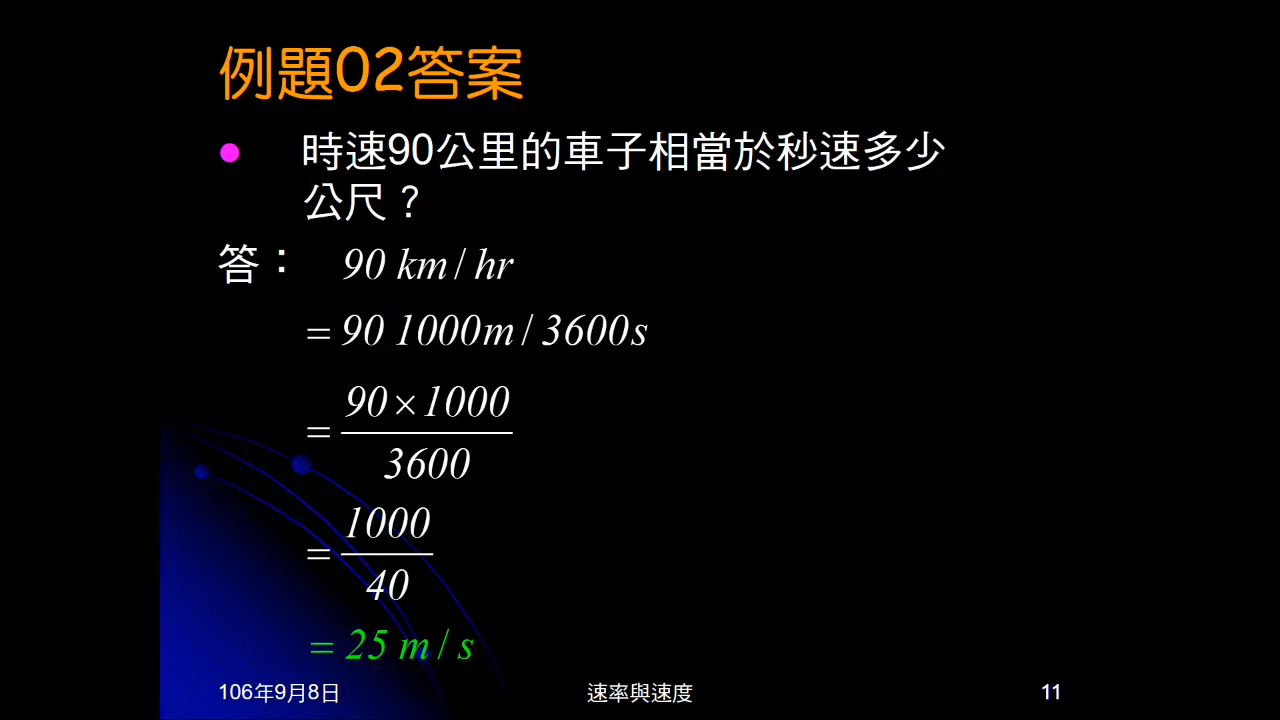 例題02答案
時速90公里的車子相當於秒速多少
公尺？
答： 90 km / hr
= 90 1000m / 3600s
= 90×1000
3600
= 1000
40
= 25 m / s
106年9月8日 速率與速度 11